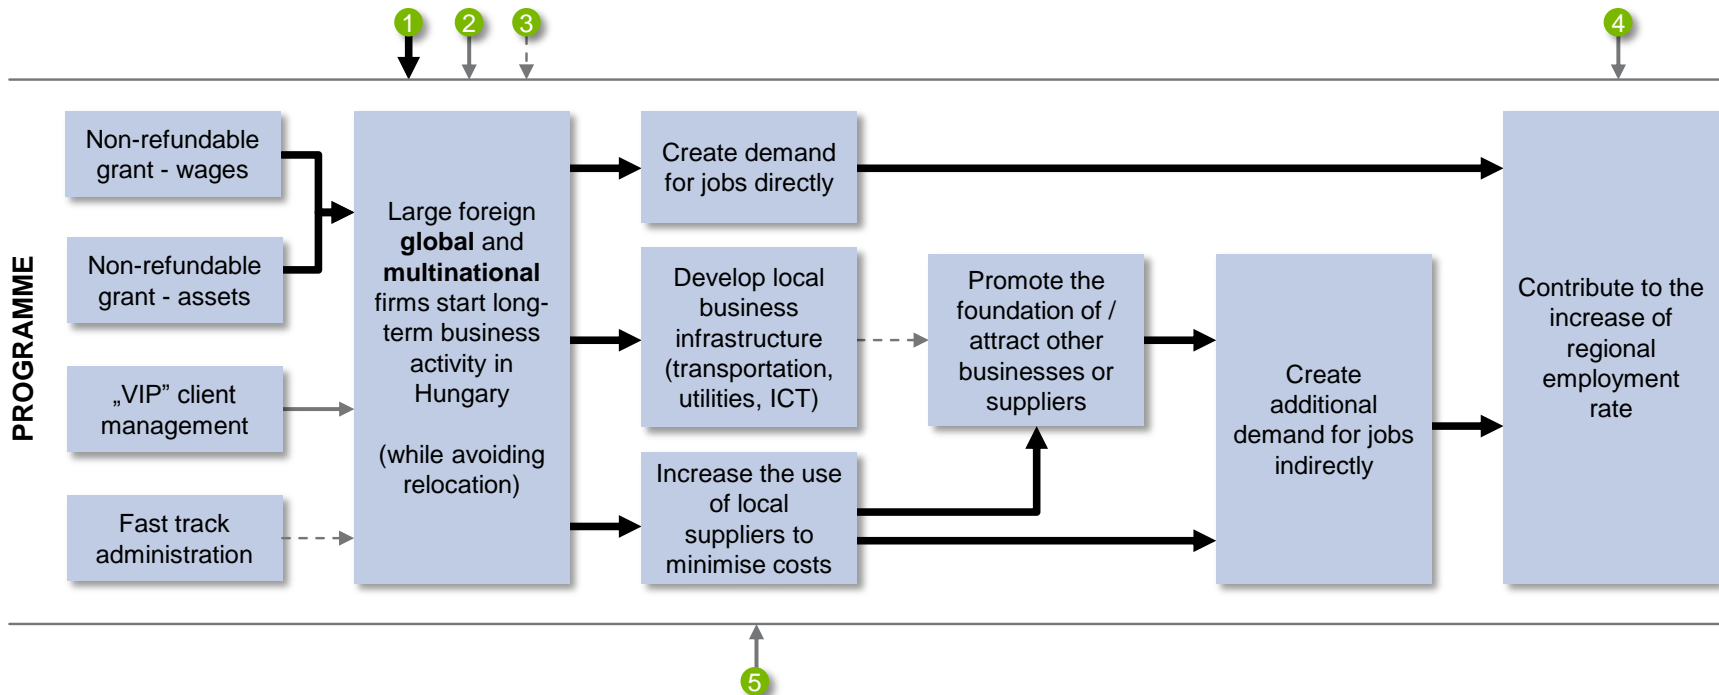 1
2
3
4
PROGRAMME
Non-refundable
grant - wages
Non-refundable
grant - assets
„VIP” client
management
Fast track
administration
Large foreign
global and
multinational
firms start long-
term business
activity in
Hungary
(while avoiding
relocation)
Create demand
for jobs directly
Develop local
business
infrastructure
(transportation,
utilities, ICT)
Increase the use
of local
suppliers to
minimise costs
Promote the
foundation of /
attract other
businesses or
suppliers
Create
additional
demand for jobs
indirectly
Contribute to the
increase of
regional
employment
rate
5